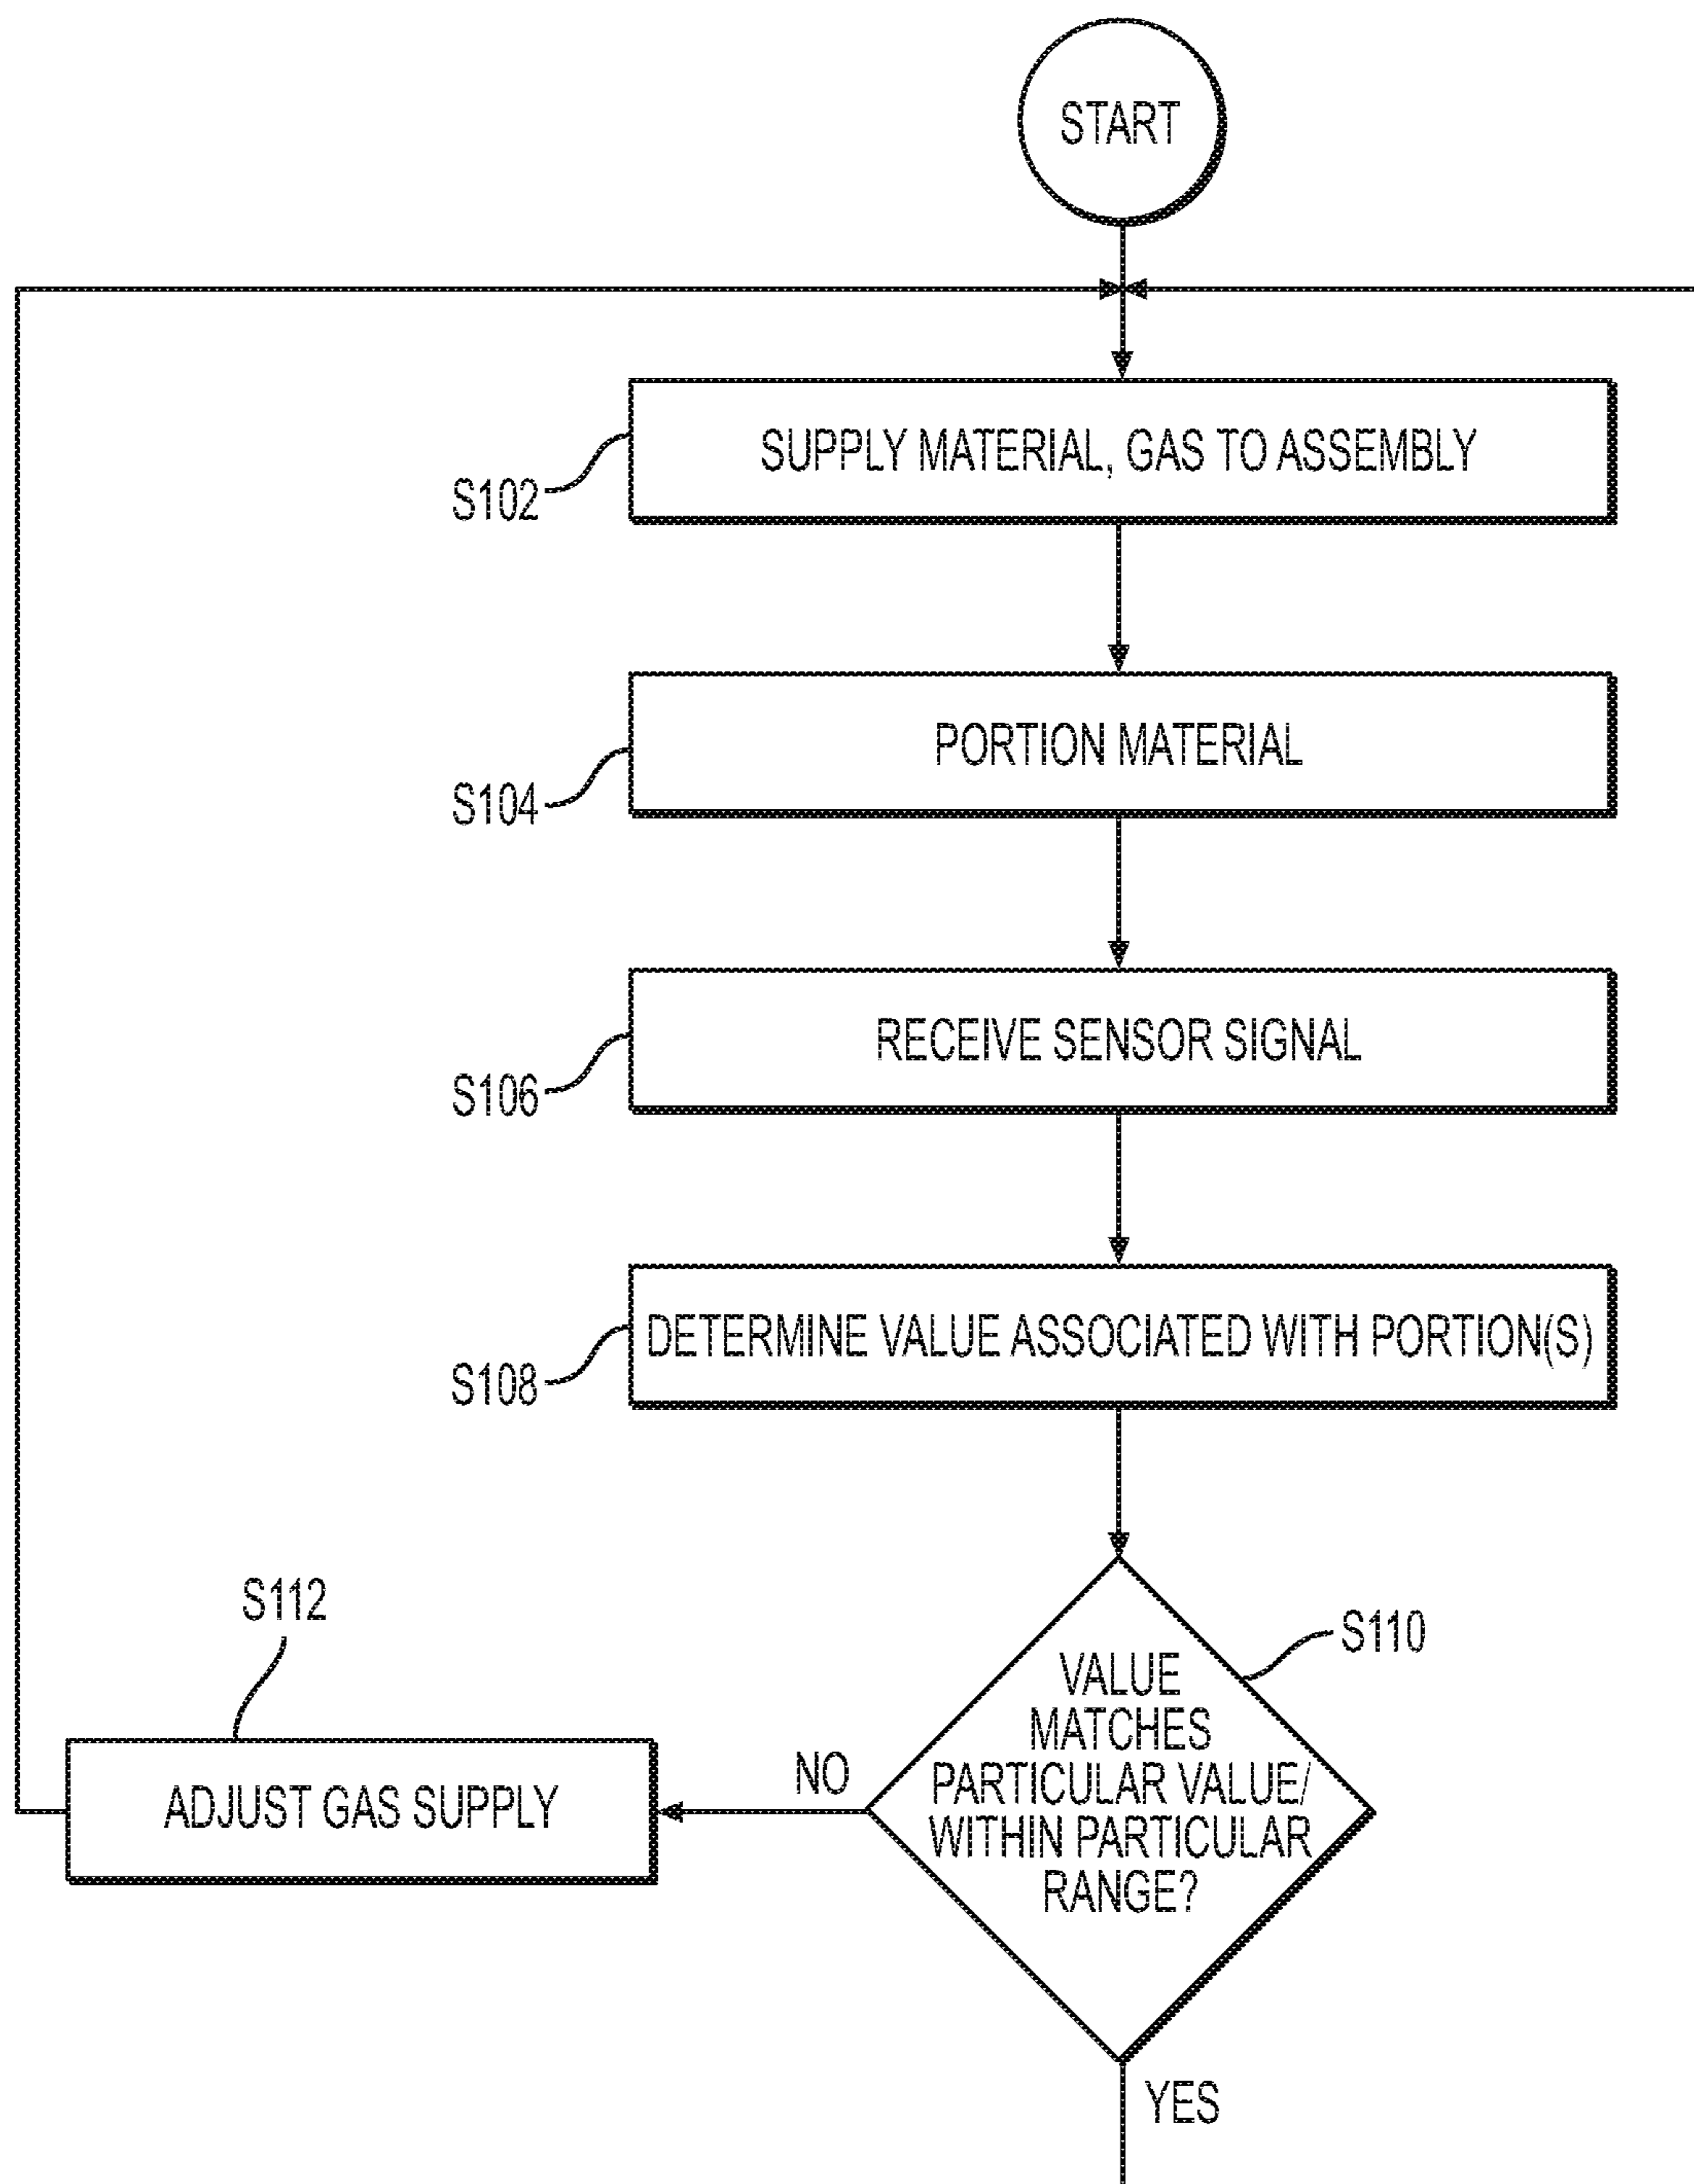 START
SUPPLY MATERIAL, GAS TO ASSEMBLY
S102
PORTION MATERIAL
S104
RECEIVE SENSOR SIGNAL
S106
DETERMINE VALUE ASSOCIATED WITH PORTION(S)
S108
S112
S110
VALUE
MATCHES
PARTICULAR VALUE/
WITHIN PARTICULAR
RANGE?
NO
ADJUST GAS SUPPLY
YES